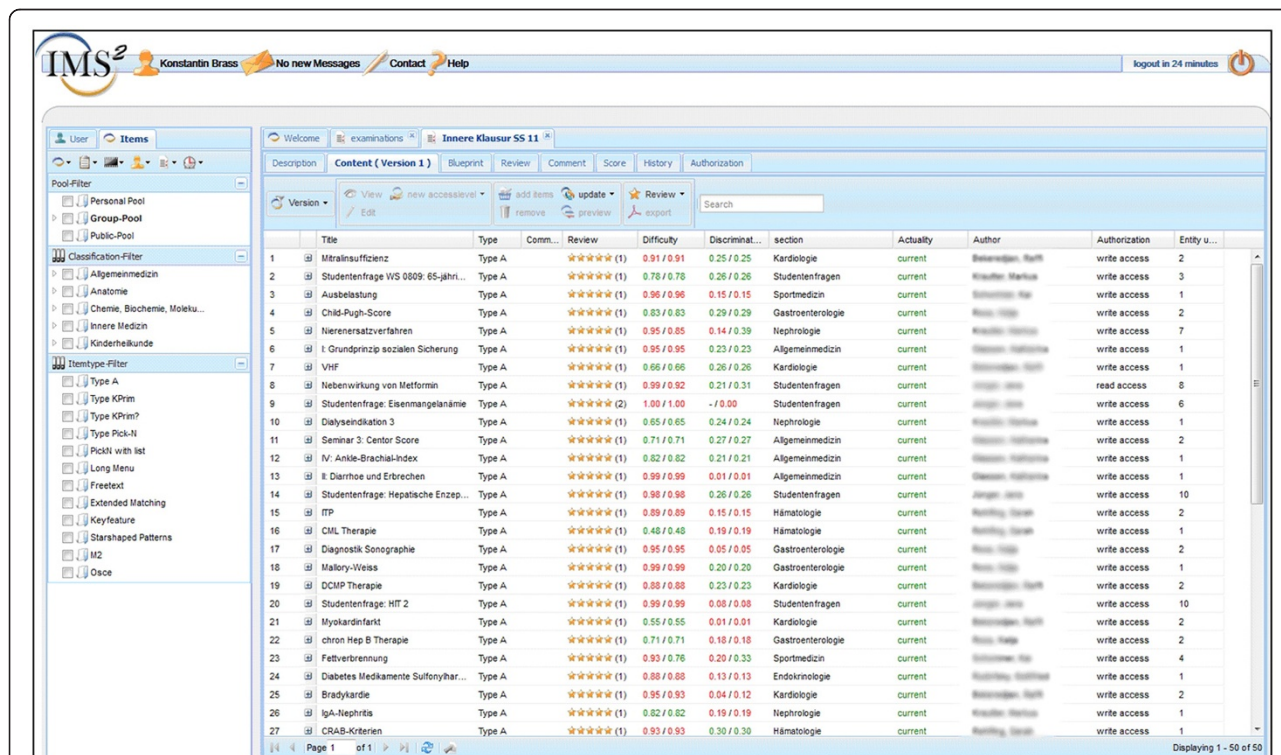 IMS² Konstantin Brass No new Messages Contact Help logout in 24 minutes
User Items
Welcome examinations Innere Klausur SS 11
Description Content ( Version 1 ) Blueprint Review Comment Score History Authorization
Pool-Filter
Personal Pool
Group-Pool
Public-Pool
Classification-Filter
Allgemeinmedizin
Anatomie
Chemie, Biochemie, Moleku...
Innere Medizin
Kinderheilkunde
Itemtype-Filter
Type A
Type KPrim
Type KPrim?
Type Pick-N
PickN with list
Long Menu
Freetext
Extended Matching
Keyfeature
Starshaped Patterns
M2
Osce
Version View new accesslevel add items update Review Search
Edit remove preview export
Title Type Comm... Review Difficulty Discriminat... section Actuality Author Authorization Entity u...
1 Mitralinsuffizienz Type A (1) 0.91 / 0.91 0.25 / 0.25 Kardiologie current write access 2
2 Studentenfrage WS 0809: 65-jähri... Type A (1) 0.78 / 0.78 0.26 / 0.26 Studentenfragen current write access 3
3 Ausbelastung Type A (1) 0.96 / 0.96 0.15 / 0.15 Sportmedizin current write access 1
4 Child-Pugh-Score Type A (1) 0.83 / 0.83 0.29 / 0.29 Gastroenterologie current write access 2
5 Nierenersatzverfahren Type A (1) 0.95 / 0.85 0.14 / 0.39 Nephrologie current write access 7
6 I: Grundprinzip sozialen Sicherung Type A (1) 0.95 / 0.95 0.23 / 0.23 Allgemeinmedizin current write access 1
7 VHF Type A (1) 0.66 / 0.66 0.26 / 0.26 Kardiologie current write access 1
8 Nebenwirkung von Metformin Type A (1) 0.99 / 0.92 0.21 / 0.31 Studentenfragen current read access 8
9 Studentenfrage: Eisenmangelanämie Type A (2) 1.00 / 1.00 - / 0.00 Studentenfragen current write access 6
10 Dialyseindikation 3 Type A (1) 0.65 / 0.65 0.24 / 0.24 Nephrologie current write access 1
11 Seminar 3: Centor Score Type A (1) 0.71 / 0.71 0.27 / 0.27 Allgemeinmedizin current write access 2
12 IV: Ankle-Brachial-Index Type A (1) 0.82 / 0.82 0.21 / 0.21 Allgemeinmedizin current write access 1
13 II: Diarrhoe und Erbrechen Type A (1) 0.99 / 0.99 0.01 / 0.01 Allgemeinmedizin current write access 1
14 Studentenfrage: Hepatische Enzep... Type A (1) 0.98 / 0.98 0.26 / 0.26 Studentenfragen current write access 10
15 ITP Type A (1) 0.89 / 0.89 0.15 / 0.15 Hämatologie current write access 2
16 CML Therapie Type A (1) 0.48 / 0.48 0.19 / 0.19 Hämatologie current write access 1
17 Diagnostik Sonographie Type A (1) 0.95 / 0.95 0.05 / 0.05 Gastroenterologie current write access 2
18 Mallory-Weiss Type A (1) 0.99 / 0.99 0.20 / 0.20 Gastroenterologie current write access 1
19 DCMP Therapie Type A (1) 0.88 / 0.88 0.23 / 0.23 Kardiologie current write access 2
20 Studentenfrage: HIT 2 Type A (1) 0.99 / 0.99 0.08 / 0.08 Studentenfragen current write access 10
21 Myokardinfarkt Type A (1) 0.55 / 0.55 0.01 / 0.01 Kardiologie current write access 2
22 chron Hep B Therapie Type A (1) 0.71 / 0.71 0.18 / 0.18 Gastroenterologie current write access 2
23 Fettverbrennung Type A (1) 0.93 / 0.76 0.20 / 0.33 Sportmedizin current write access 4
24 Diabetes Medikamente Sulfonylhar... Type A (1) 0.88 / 0.88 0.13 / 0.13 Endokrinologie current write access 1
25 Bradykardie Type A (1) 0.95 / 0.93 0.04 / 0.12 Kardiologie current write access 2
26 IgA-Nephritis Type A (1) 0.82 / 0.82 0.19 / 0.19 Nephrologie current write access 1
27 CRAB-Kriterien Type A (1) 0.93 / 0.93 0.30 / 0.30 Hämatologie current write access 1
Page 1 of 1 Displaying 1 - 50 of 50